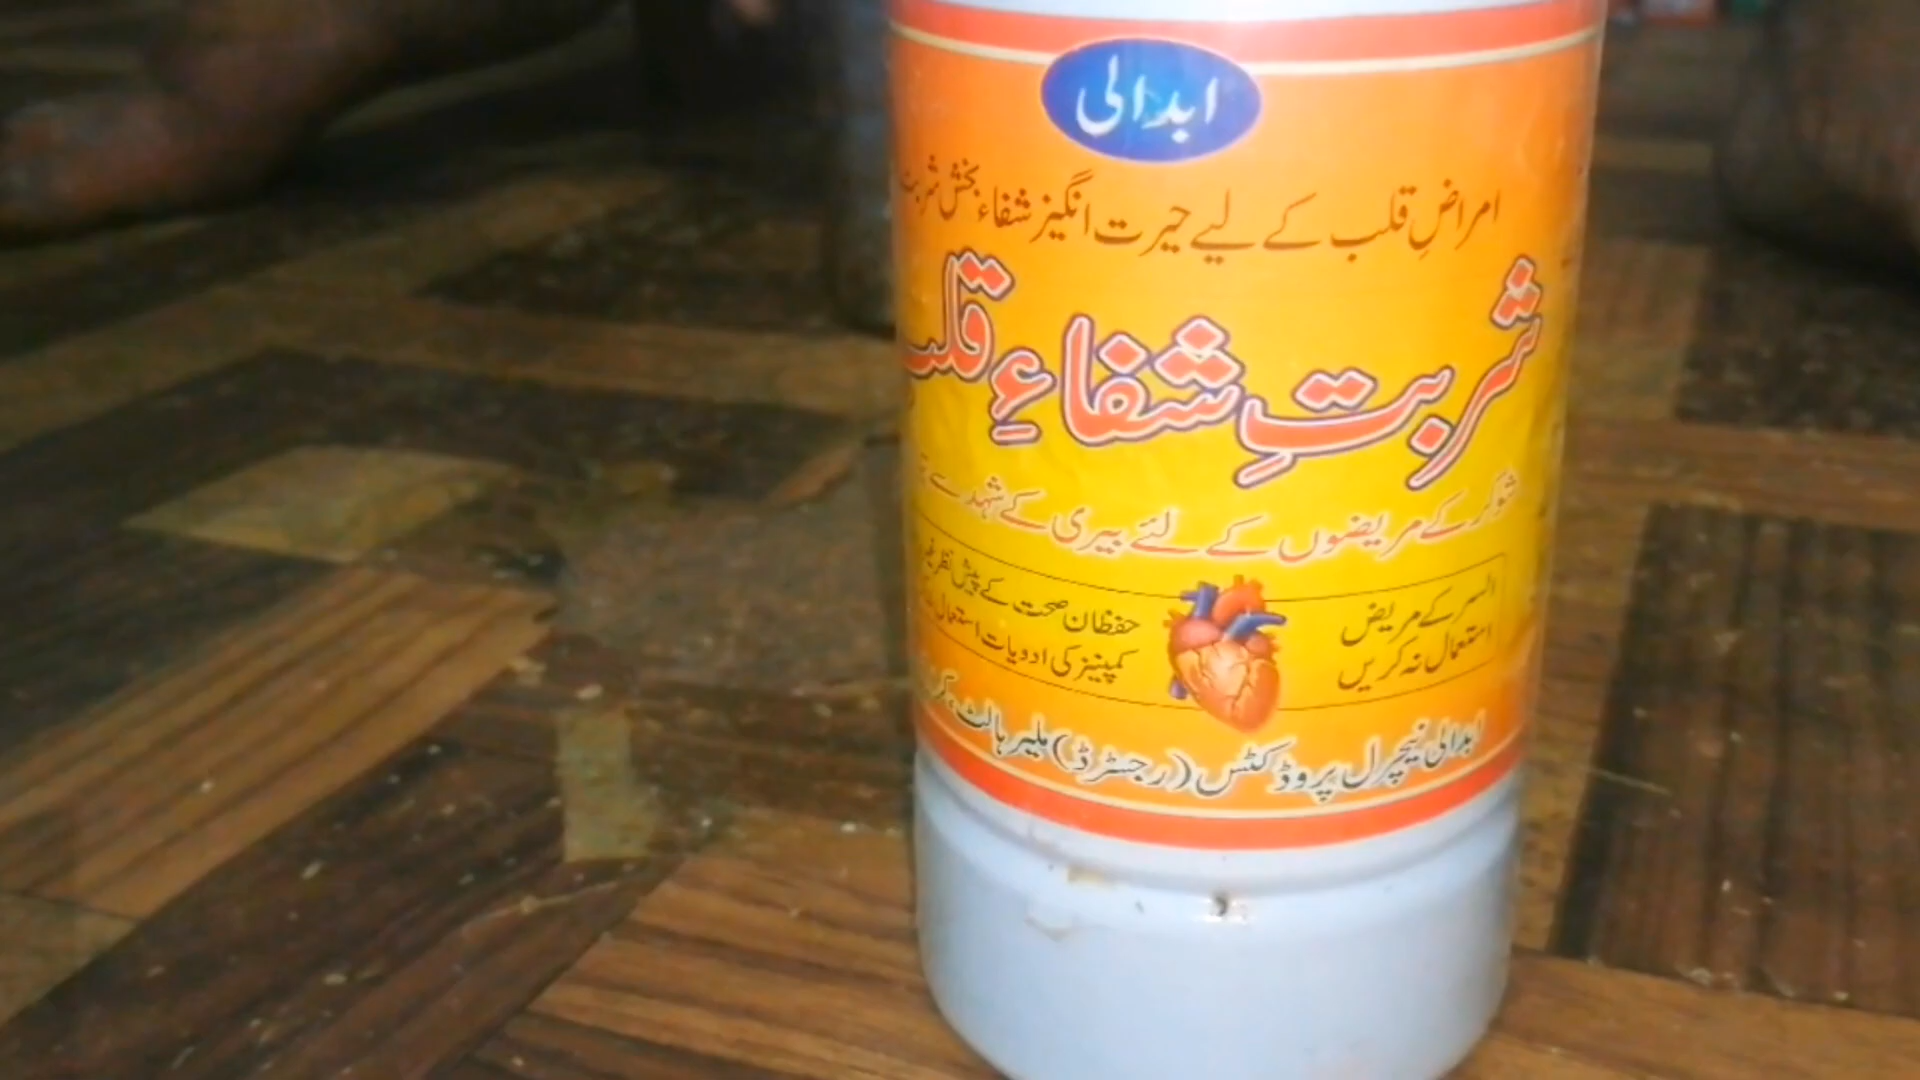 ابدالی
امراضِ قلب کے لیے حیرت انگیز شفاء بخش شربت
شربتِ شفاءِ قلب
شوگر کے مریضوں کے لئے بیری کے شہد سے
السر کے مریض
استعمال نہ کریں
حفظان صحت کے پیش نظر
کمپنیز کی ادویات استعمال
ابدالی نیچرل پروڈکٹس (رجسٹرڈ) ملیر ہالٹ،